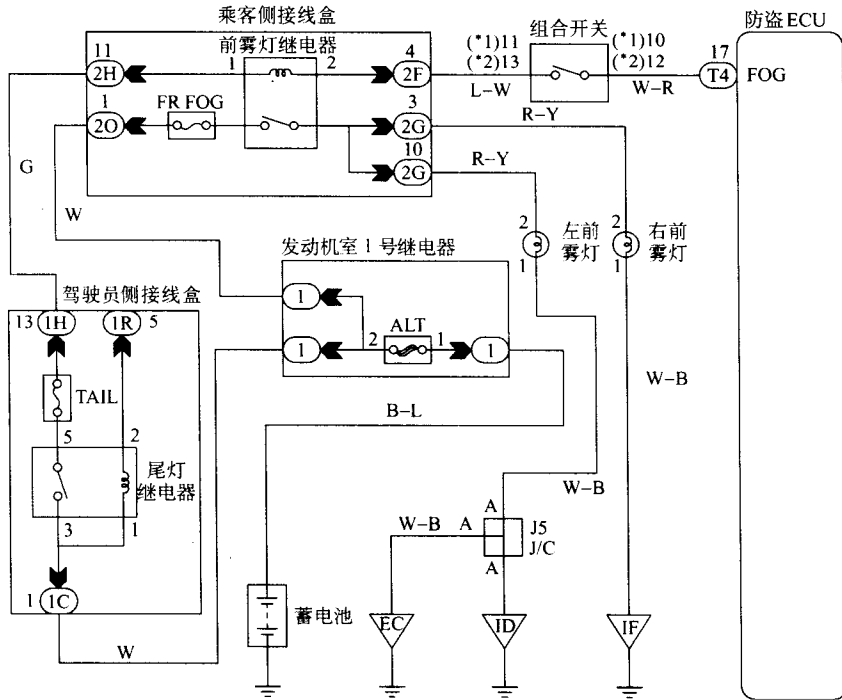 乘客侧接线盒
组合开关
防盗ECU
11
前雾灯继电器
4
(*1)11
(*1)10
17
2H
1
2
2F
(*2)13
(*2)12
T4
FOG
L-W
W-R
1
FR FOG
3
2O
2G
R-Y
10
2G
R-Y
G
W
2
左前
雾灯
1
2
右前
雾灯
1
发动机室1号继电器
1
ALT
1
2
1
1
驾驶员侧接线盒
13
1H
1R
5
TAIL
B-L
W-B
5
2
尾灯
继电器
3
1
W-B
A
W-B
A
J5
J/C
A
1
1C
蓄电池
EC
ID
IF
W